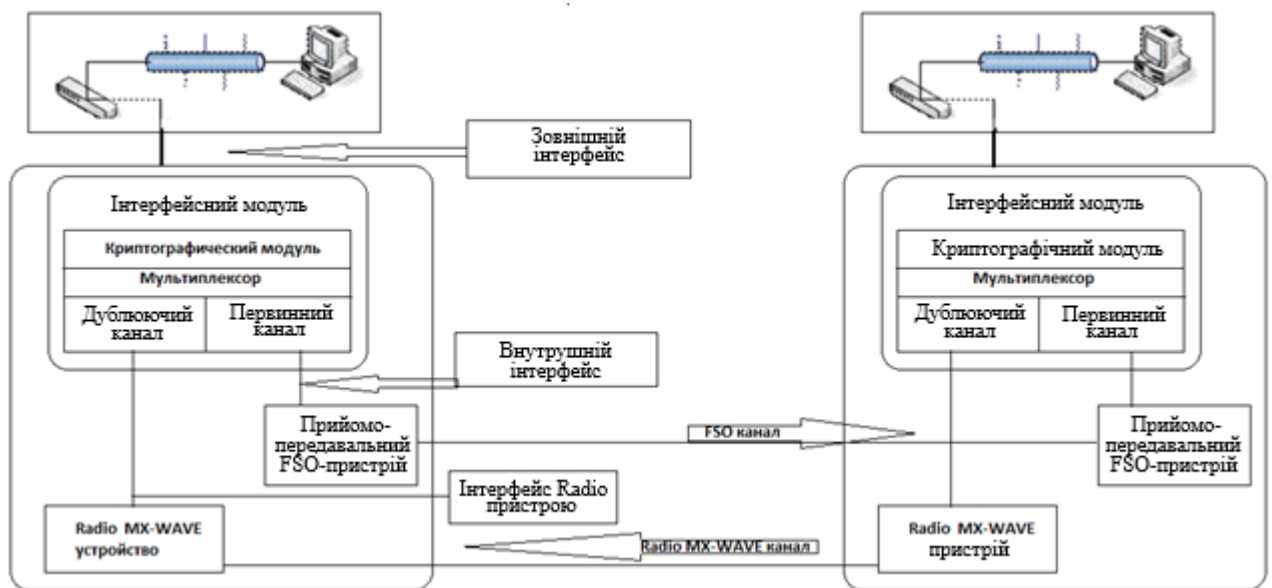 Зовнішній
інтерфейс
Інтерфейсний модуль
Криптографический модуль
Мультиплексор
Дублюючий
канал
Первинний
канал
Внутрушній
інтерфейс
Прийомо-
передавальний
FSO-пристрій
Інтерфейс Radio
пристрою
Radio MX-WAVE
устройство
FSO канал
Radio MX-WAVE канал
Інтерфейсний модуль
Криптографічний модуль
Мультиплексор
Дублюючий
канал
Первинний
канал
Прийомо-
передавальний
FSO-пристрій
Radio MX-WAVE
пристрій